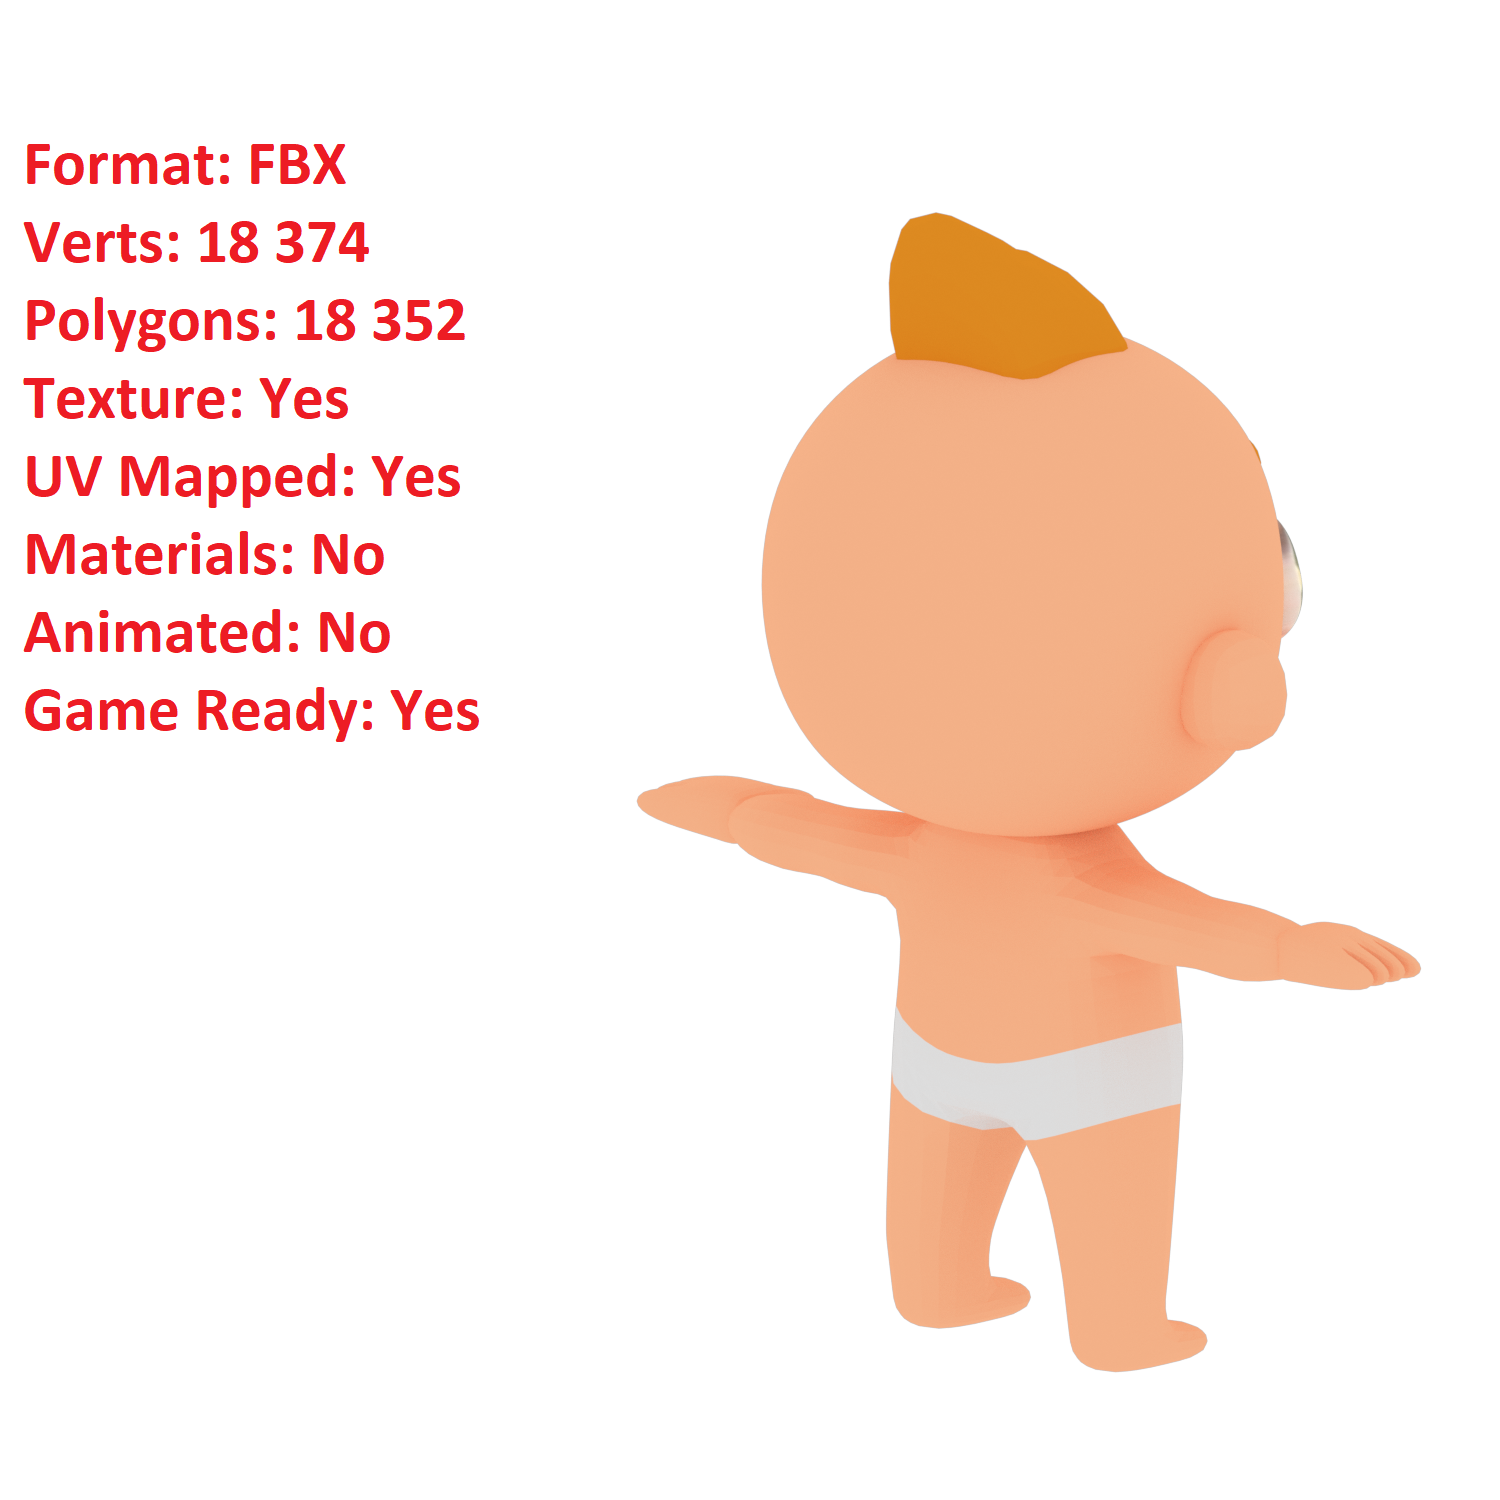 Format: FBX
Verts: 18 374
Polygons: 18 352
Texture: Yes
UV Mapped: Yes
Materials: No
Animated: No
Game Ready: Yes